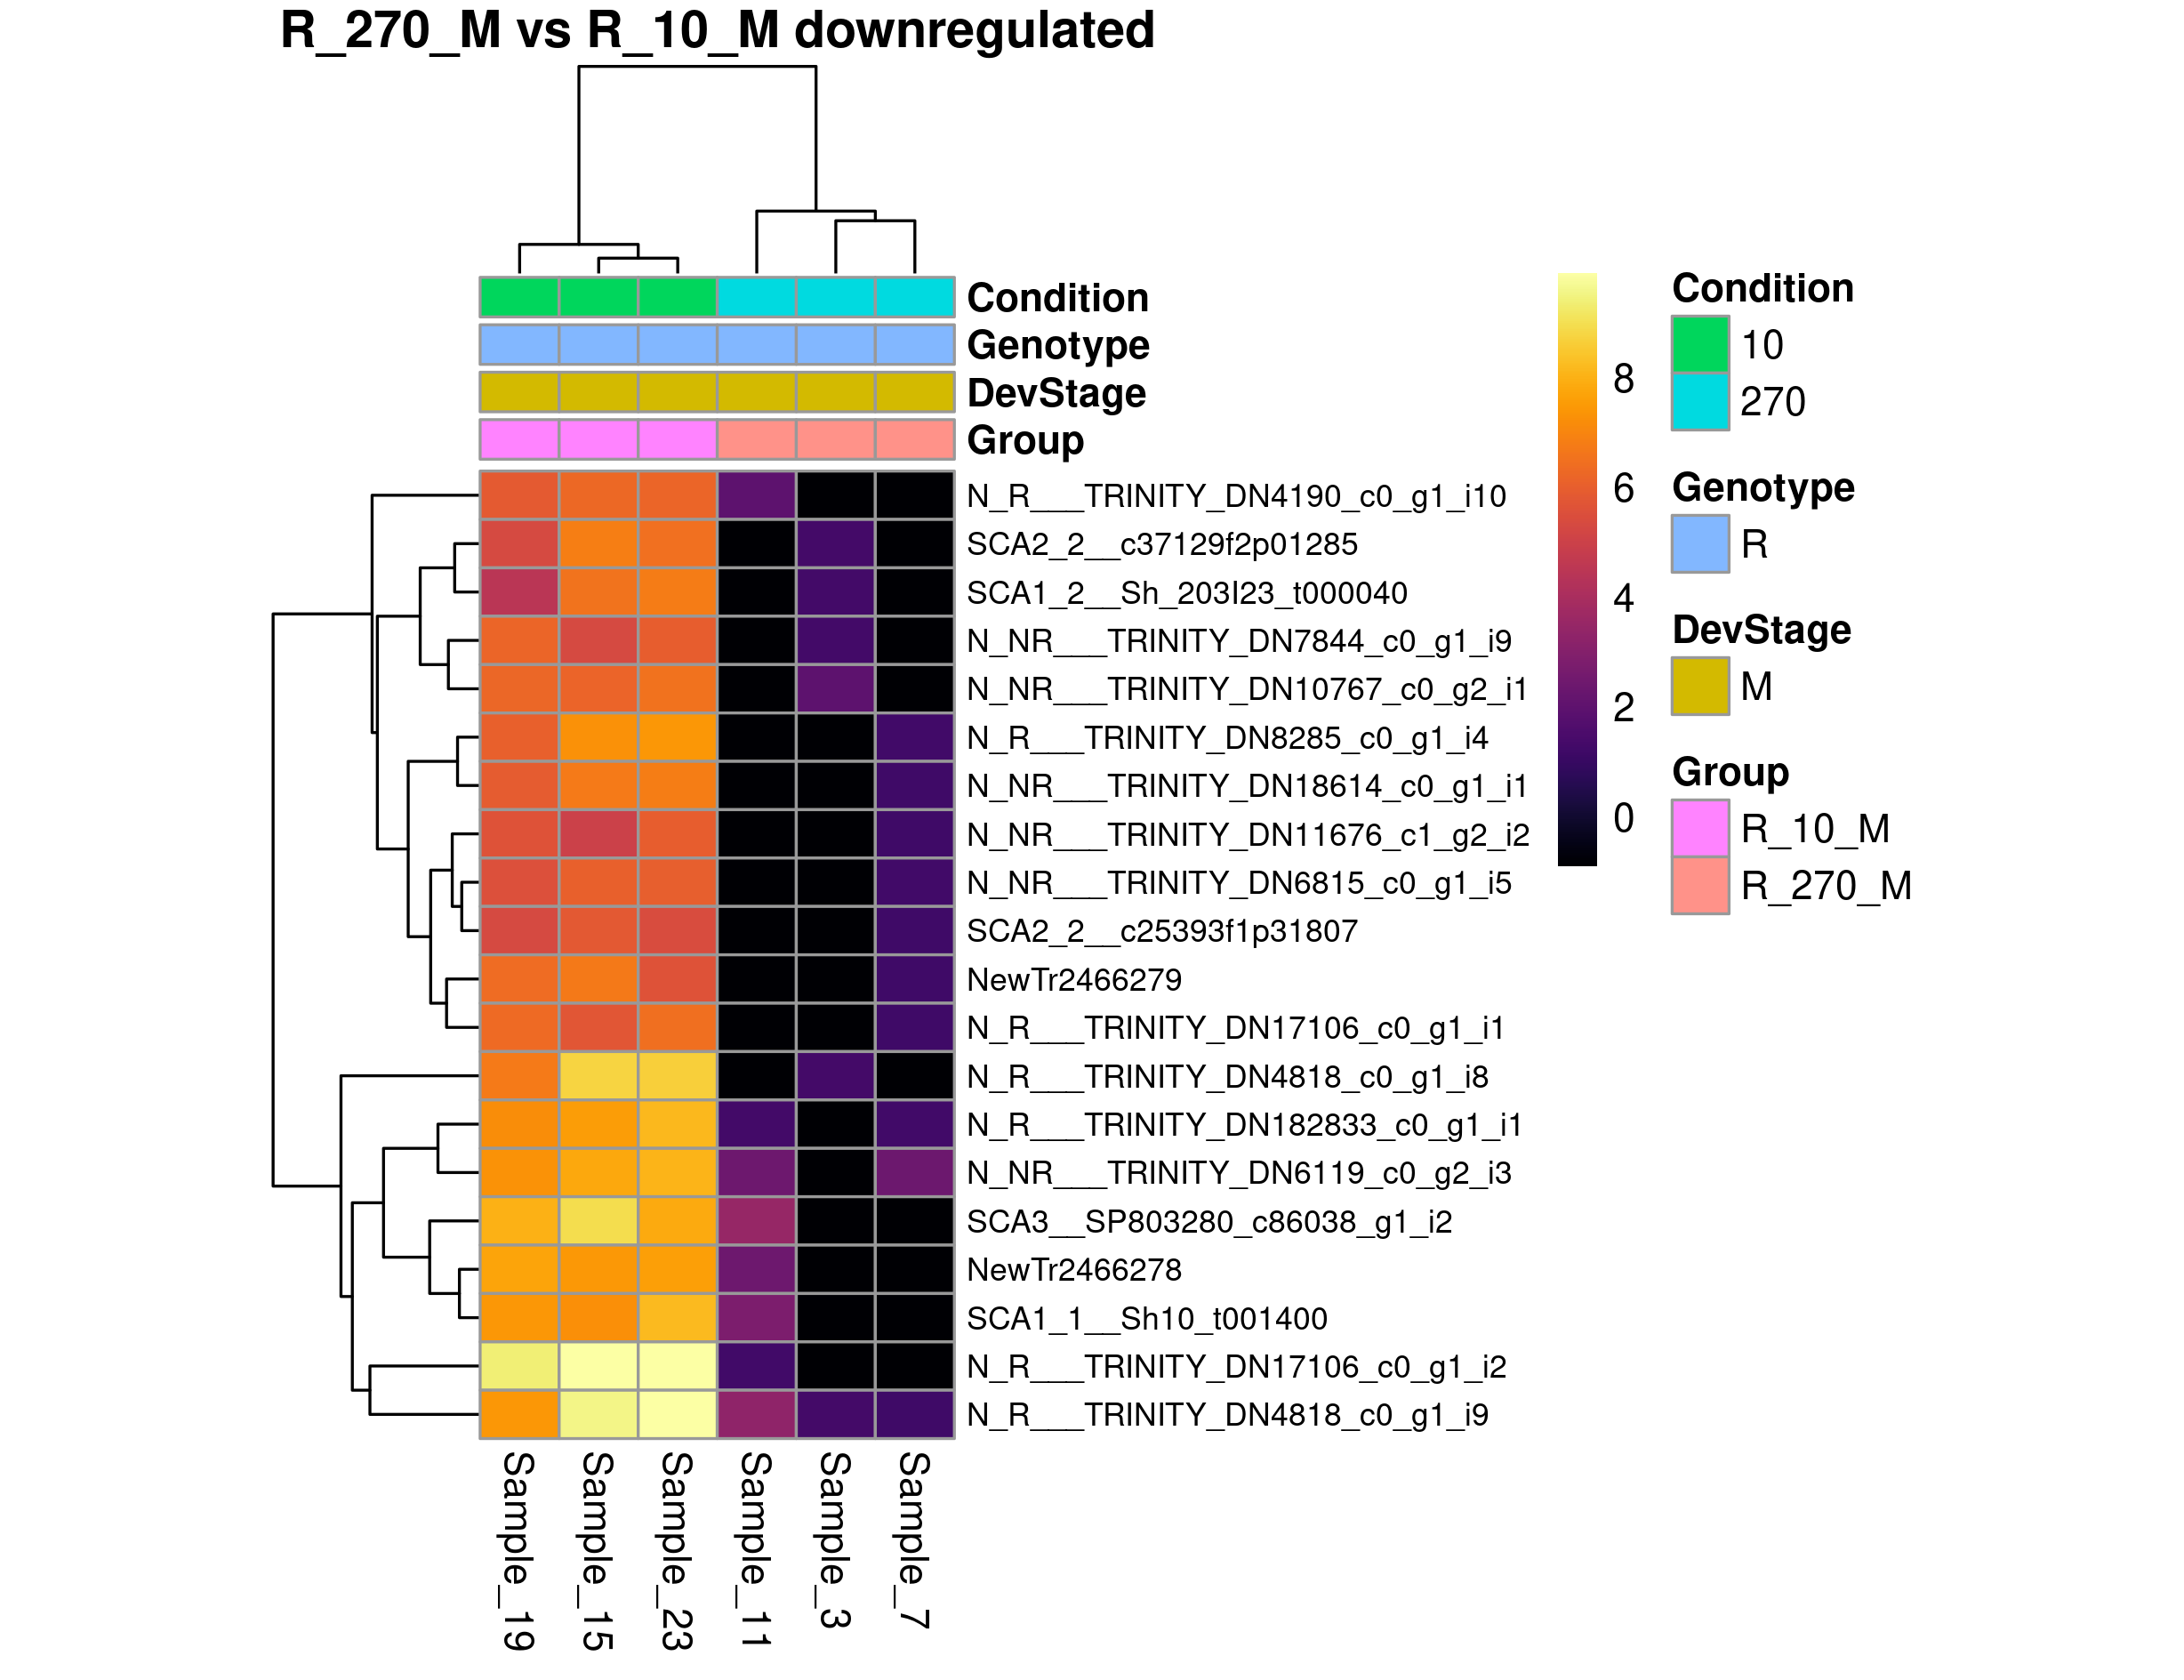 R_270_M vs R_10_M downregulated
Condition
Genotype
DevStage
Group
N_R___TRINITY_DN4190_c0_g1_i10
SCA2_2__c37129f2p01285
SCA1_2__Sh_203I23_t000040
N_NR___TRINITY_DN7844_c0_g1_i9
N_NR___TRINITY_DN10767_c0_g2_i1
N_R___TRINITY_DN8285_c0_g1_i4
N_NR___TRINITY_DN18614_c0_g1_i1
N_NR___TRINITY_DN11676_c1_g2_i2
N_NR___TRINITY_DN6815_c0_g1_i5
SCA2_2__c25393f1p31807
NewTr2466279
N_R___TRINITY_DN17106_c0_g1_i1
N_R___TRINITY_DN4818_c0_g1_i8
N_R___TRINITY_DN182833_c0_g1_i1
N_NR___TRINITY_DN6119_c0_g2_i3
SCA3__SP803280_c86038_g1_i2
NewTr2466278
SCA1_1__Sh10_t001400
N_R___TRINITY_DN17106_c0_g1_i2
N_R___TRINITY_DN4818_c0_g1_i9
Sample_19
Sample_15
Sample_23
Sample_11
Sample_3
Sample_7
8
6
4
2
0
Condition
10
270
Genotype
R
DevStage
M
Group
R_10_M
R_270_M